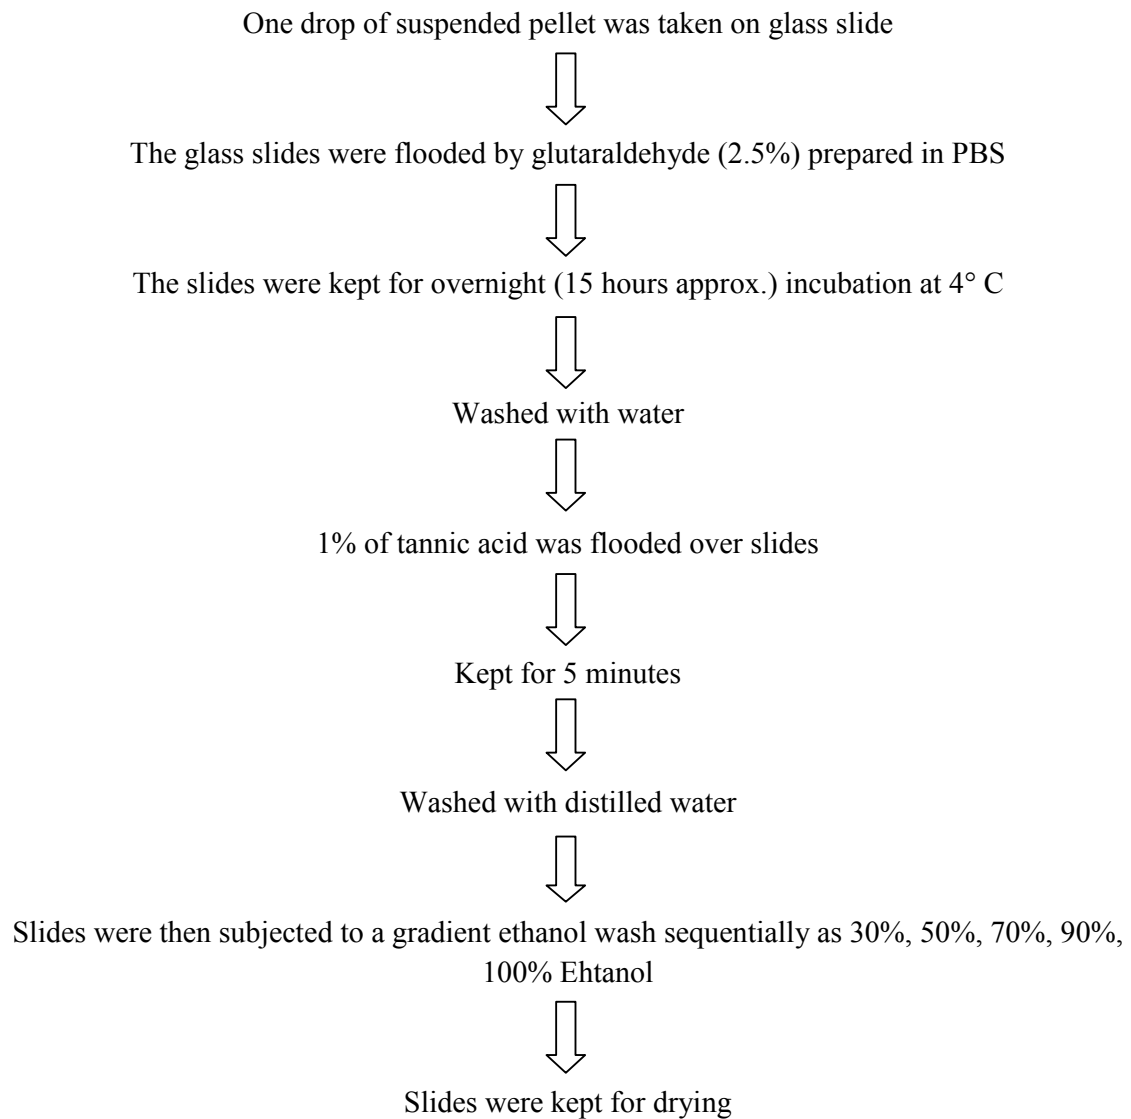 One drop of suspended pellet was taken on glass slide
The glass slides were flooded by glutaraldehyde (2.5%) prepared in PBS
The slides were kept for overnight (15 hours approx.) incubation at 4° C
Washed with water
1% of tannic acid was flooded over slides
Kept for 5 minutes
Washed with distilled water
Slides were then subjected to a gradient ethanol wash sequentially as 30%, 50%, 70%, 90%,
100% Ehtanol
Slides were kept for drying